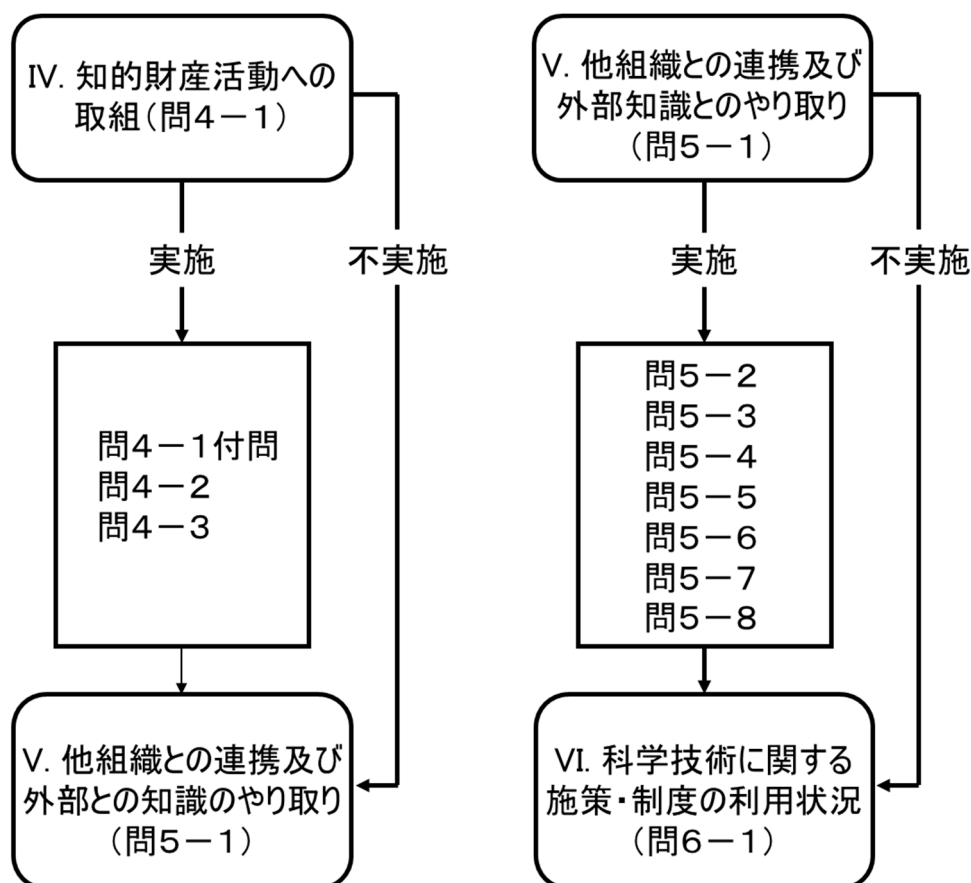 Ⅳ. 知的財産活動への
取組（問４－１）
実施
不実施
問４－１付問
問４－２
問４－３
Ⅴ. 他組織との連携及び
外部との知識のやり取り
（問５－１）
Ⅴ. 他組織との連携及び
外部知識とのやり取り
（問５－１）
実施
不実施
問５－２
問５－３
問５－４
問５－５
問５－６
問５－７
問５－８
Ⅵ. 科学技術に関する
施策・制度の利用状況
（問６－１）